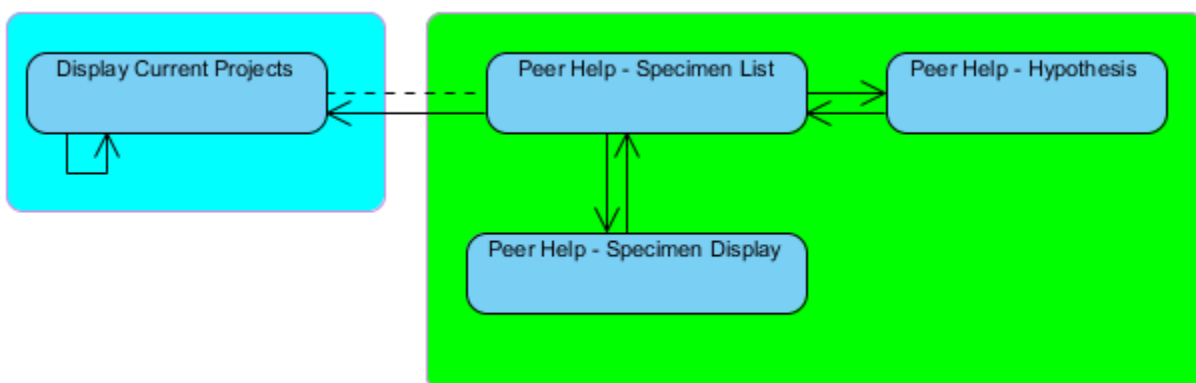 Display Current Projects
Peer Help - Specimen List
Peer Help - Hypothesis
Peer Help - Specimen Display